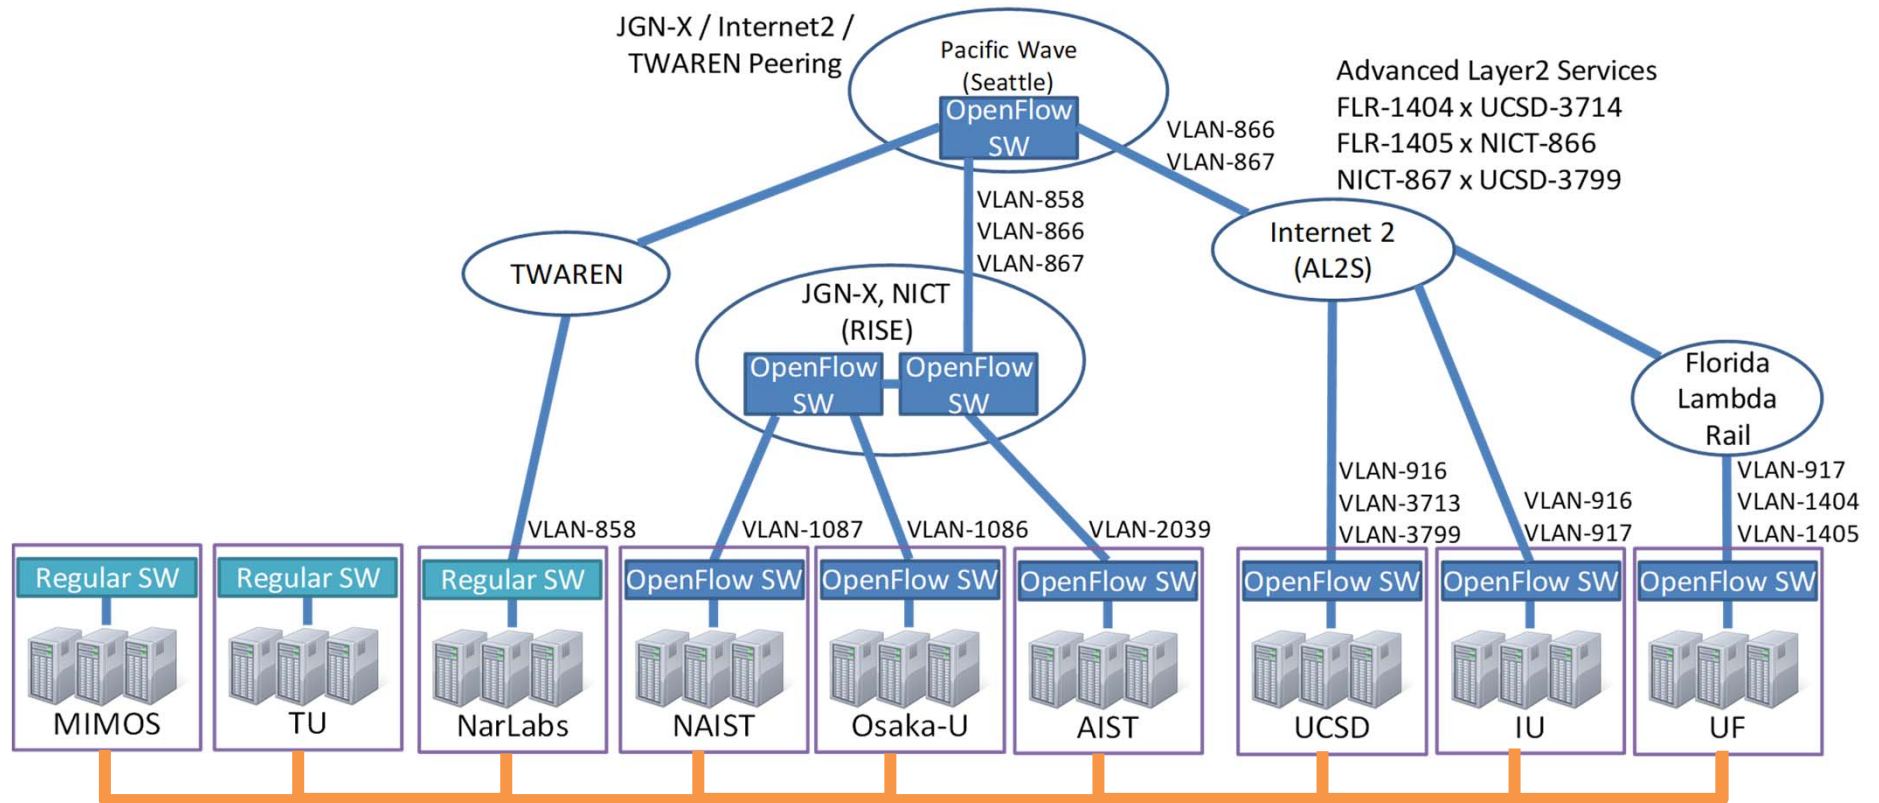 JGN-X / Internet2 /
TWAREN Peering
Pacific Wave
(Seattle)
OpenFlow
SW
VLAN-866
VLAN-867
Advanced Layer2 Services
FLR-1404 x UCSD-3714
FLR-1405 x NICT-866
NICT-867 x UCSD-3799
VLAN-858
VLAN-866
VLAN-867
TWAREN
Internet 2
(AL2S)
JGN-X, NICT
(RISE)
OpenFlow
SW
OpenFlow
SW
Florida
Lambda
Rail
VLAN-858
VLAN-1087
VLAN-1086
VLAN-2039
VLAN-916
VLAN-3713
VLAN-3799
VLAN-916
VLAN-917
VLAN-917
VLAN-1404
VLAN-1405
Regular SW
Regular SW
Regular SW
OpenFlow SW
OpenFlow SW
OpenFlow SW
OpenFlow SW
OpenFlow SW
OpenFlow SW
MIMOS
TU
NarLabs
NAIST
Osaka-U
AIST
UCSD
IU
UF